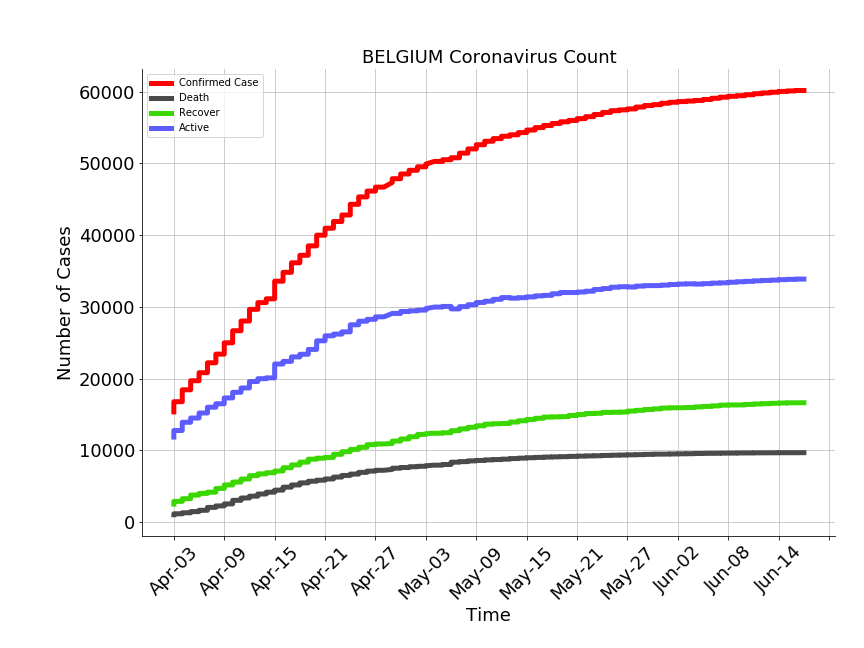 BELGIUM Coronavirus Count
Confirmed Case
Death
Recover
Active
Number of Cases
60000
50000
40000
30000
20000
10000
0
Apr-03
Apr-09
Apr-15
Apr-21
Apr-27
May-03
May-09
May-15
May-21
May-27
Jun-02
Jun-08
Jun-14
Time